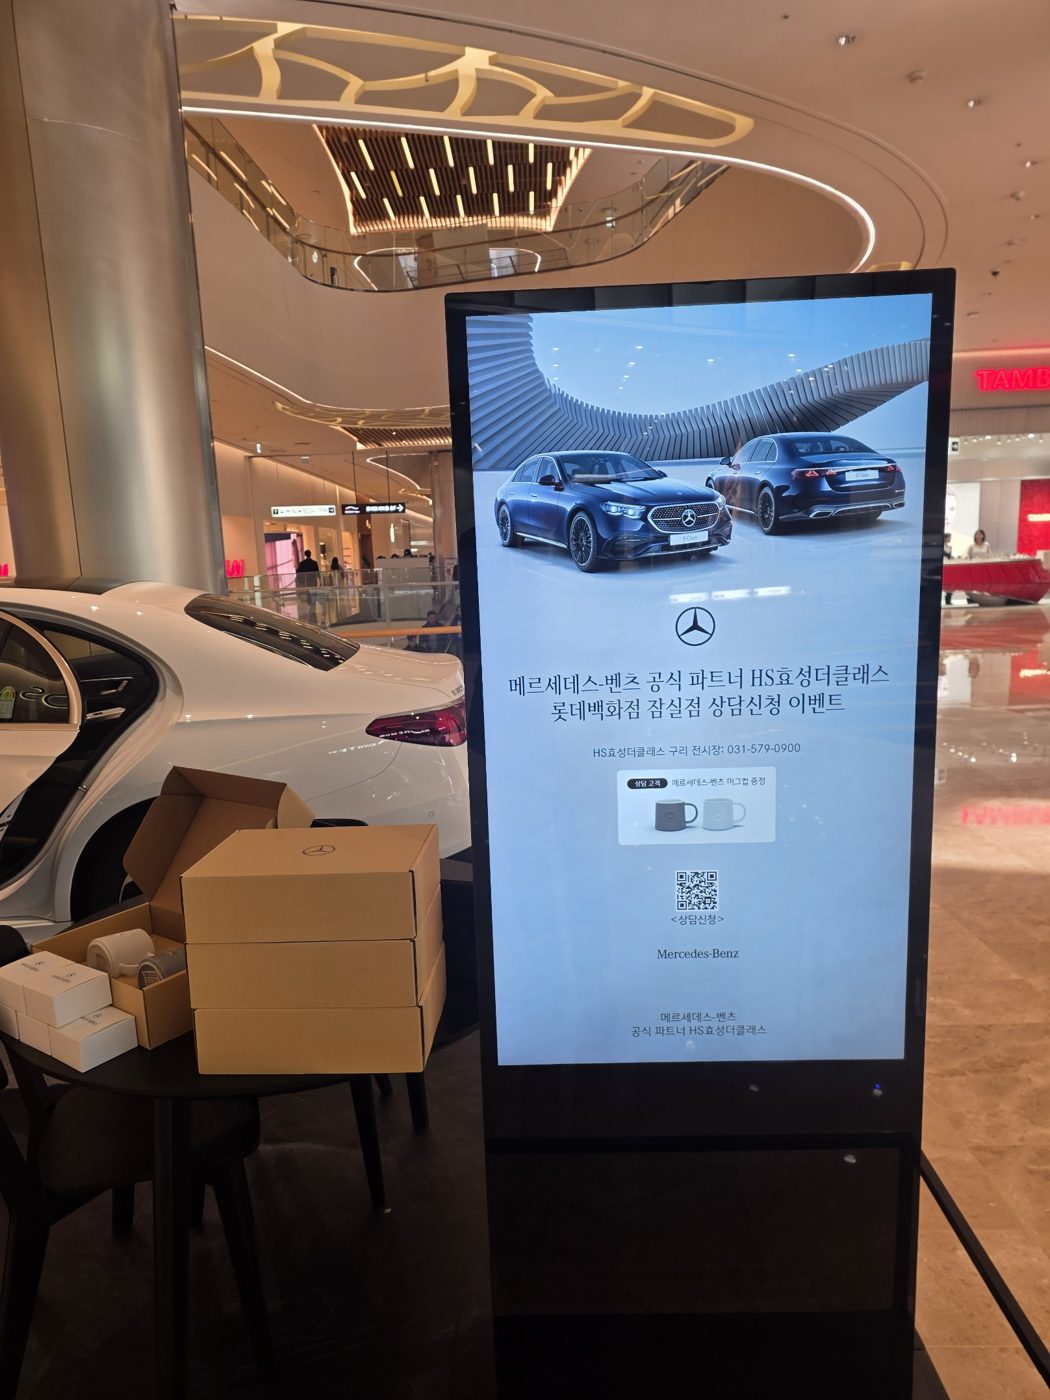 TAMB
E-Class
E-Class
메르세데스-벤츠 공식 파트너 HS효성더클래스
롯데백화점 잠실점 상담신청 이벤트
HS효성더클래스 구리 전시장: 031-579-0900
상담 고객 메르세데스-벤츠 머그컵 증정
<상담신청>
Mercedes-Benz
메르세데스-벤츠
공식 파트너 HS효성더클래스